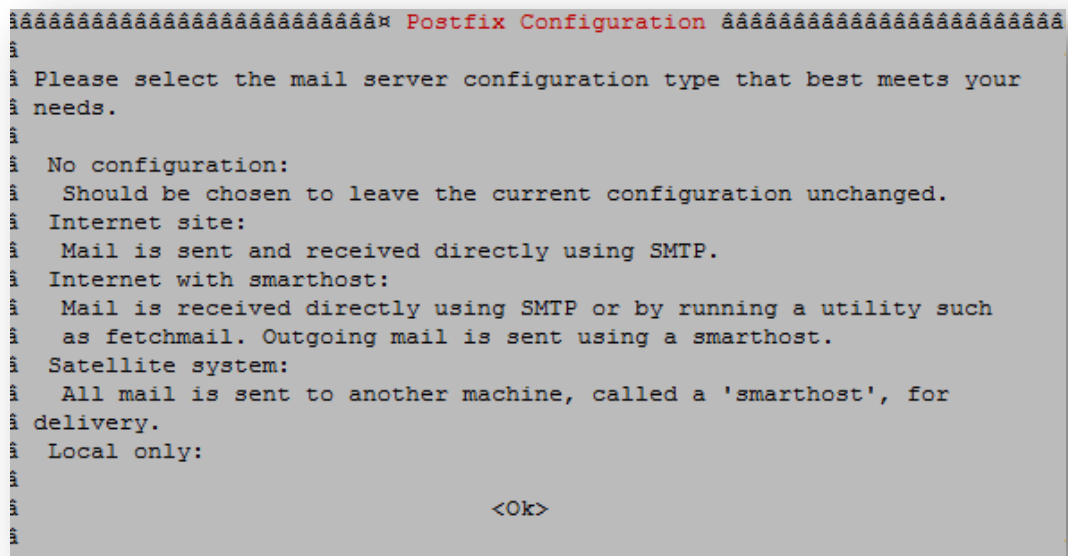 âââââââââââââââââââââââââ¤ Postfix Configuration ââââââââââââââââââââââââ
â
â Please select the mail server configuration type that best meets your
â needs.
â
â  No configuration:
â   Should be chosen to leave the current configuration unchanged.
â  Internet site:
â   Mail is sent and received directly using SMTP.
â  Internet with smarthost:
â   Mail is received directly using SMTP or by running a utility such
â   as fetchmail. Outgoing mail is sent using a smarthost.
â  Satellite system:
â   All mail is sent to another machine, called a 'smarthost', for
â delivery.
â  Local only:
â
â                                <Ok>
â